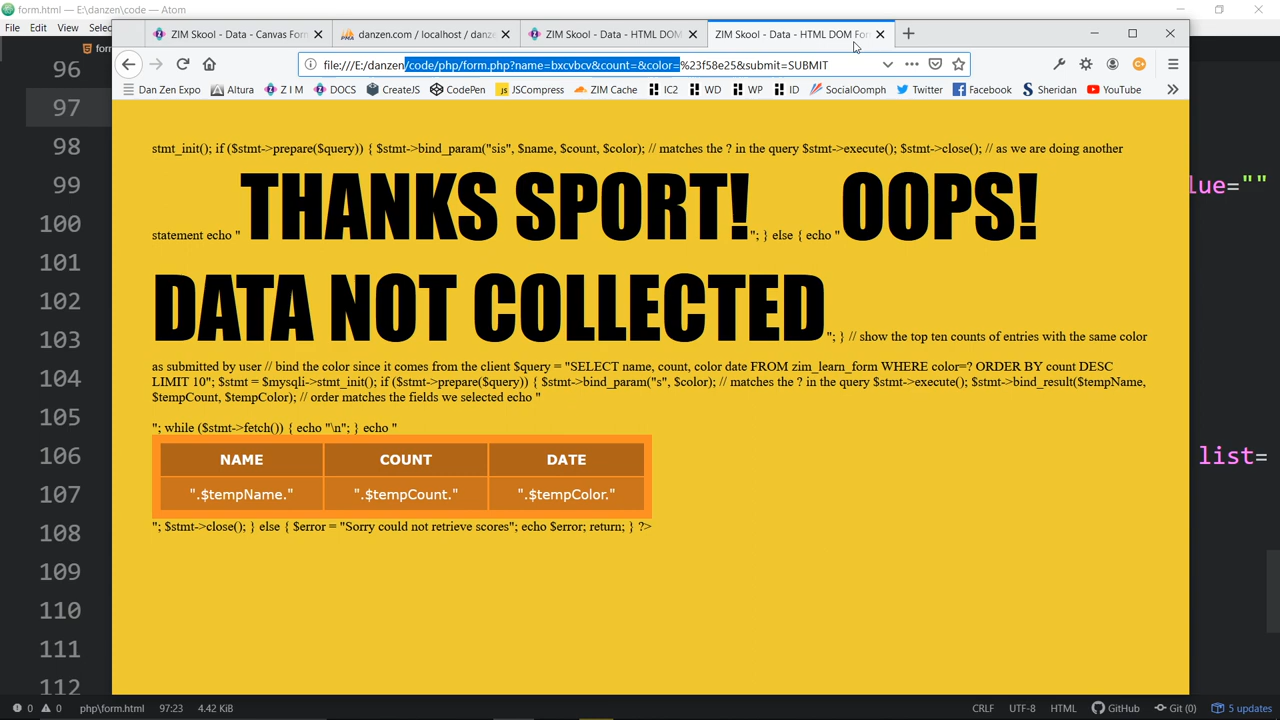 form.html — E:\danzen\code — Atom
File Edit View Selec
ZIM Skool - Data - Canvas Form
danzen.com / localhost / danze
ZIM Skool - Data - HTML DOM
ZIM Skool - Data - HTML DOM For
form
file:///E:/danzen/code/php/form.php?name=bxcvbcv&count=&color=%23f58e25&submit=SUBMIT
Dan Zen Expo Altura Z I M DOCS CreateJS CodePen JSCompress ZIM Cache IC2 WD WP ID SocialOomph Twitter Facebook Sheridan YouTube
96
97
98
99
100
101
102
103
104
105
106
107
108
109
110
111
112
lue=""
list=
stmt_init(); if ($stmt->prepare($query)) { $stmt->bind_param("sis", $name, $count, $color); // matches the ? in the query $stmt->execute(); $stmt->close(); // as we are doing another
statement echo "THANKS SPORT!"; } else { echo "OOPS!
DATA NOT COLLECTED"; } // show the top ten counts of entries with the same color
as submitted by user // bind the color since it comes from the client $query = "SELECT name, count, color date FROM zim_learn_form WHERE color=? ORDER BY count DESC
LIMIT 10"; $stmt = $mysqli->stmt_init(); if ($stmt->prepare($query)) { $stmt->bind_param("s", $color); // matches the ? in the query $stmt->execute(); $stmt->bind_result($tempName,
$tempCount, $tempColor); // order matches the fields we selected echo "
"; while ($stmt->fetch()) { echo "\n"; } echo "
NAME COUNT DATE
".$tempName." ".$tempCount." ".$tempColor."
"; $stmt->close(); } else { $error = "Sorry could not retrieve scores"; echo $error; return; } ?>
0 0 php\form.html 97:23 4.42 KiB CRLF UTF-8 HTML GitHub Git (0) 5 updates